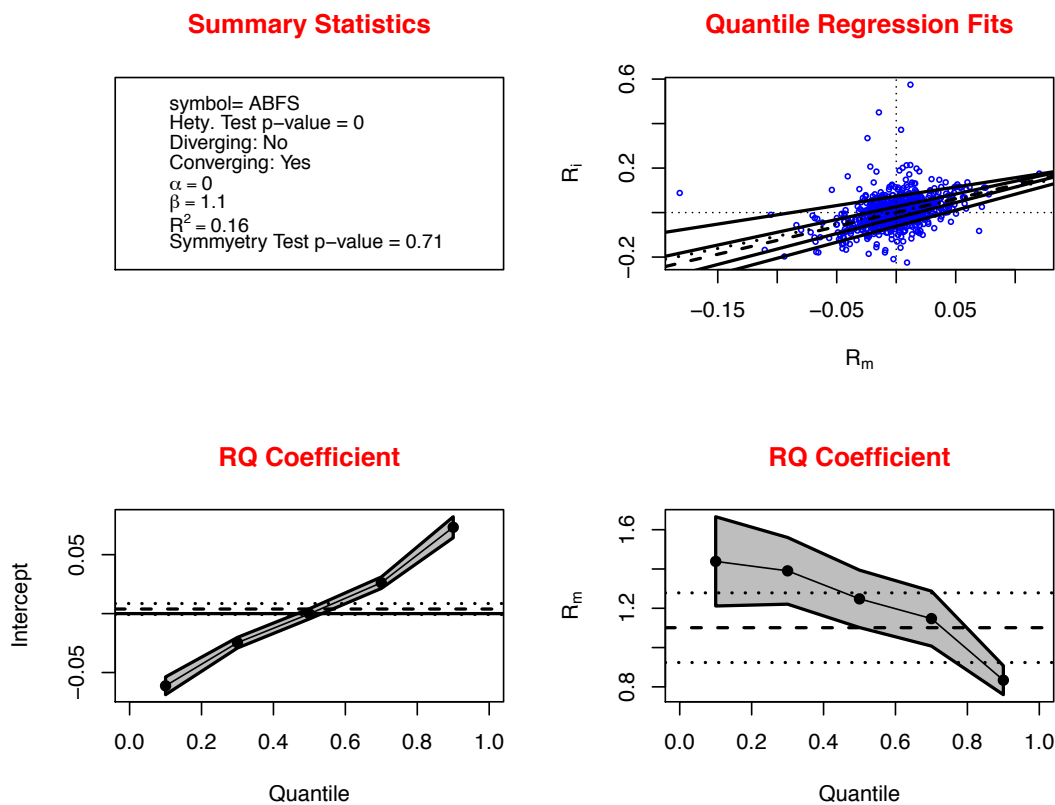 Summary Statistics
symbol= ABFS
Hety. Test p-value = 0
Diverging: No
Converging: Yes
α = 0
β = 1.1
R² = 0.16
Symmyetry Test p-value = 0.71
Quantile Regression Fits
0.6
0.2
−0.2
R_i
−0.15
−0.05
0.05
R_m
RQ Coefficient
0.05
−0.05
Intercept
0.0 0.2 0.4 0.6 0.8 1.0
Quantile
RQ Coefficient
1.6
1.2
0.8
R_m
0.0 0.2 0.4 0.6 0.8 1.0
Quantile